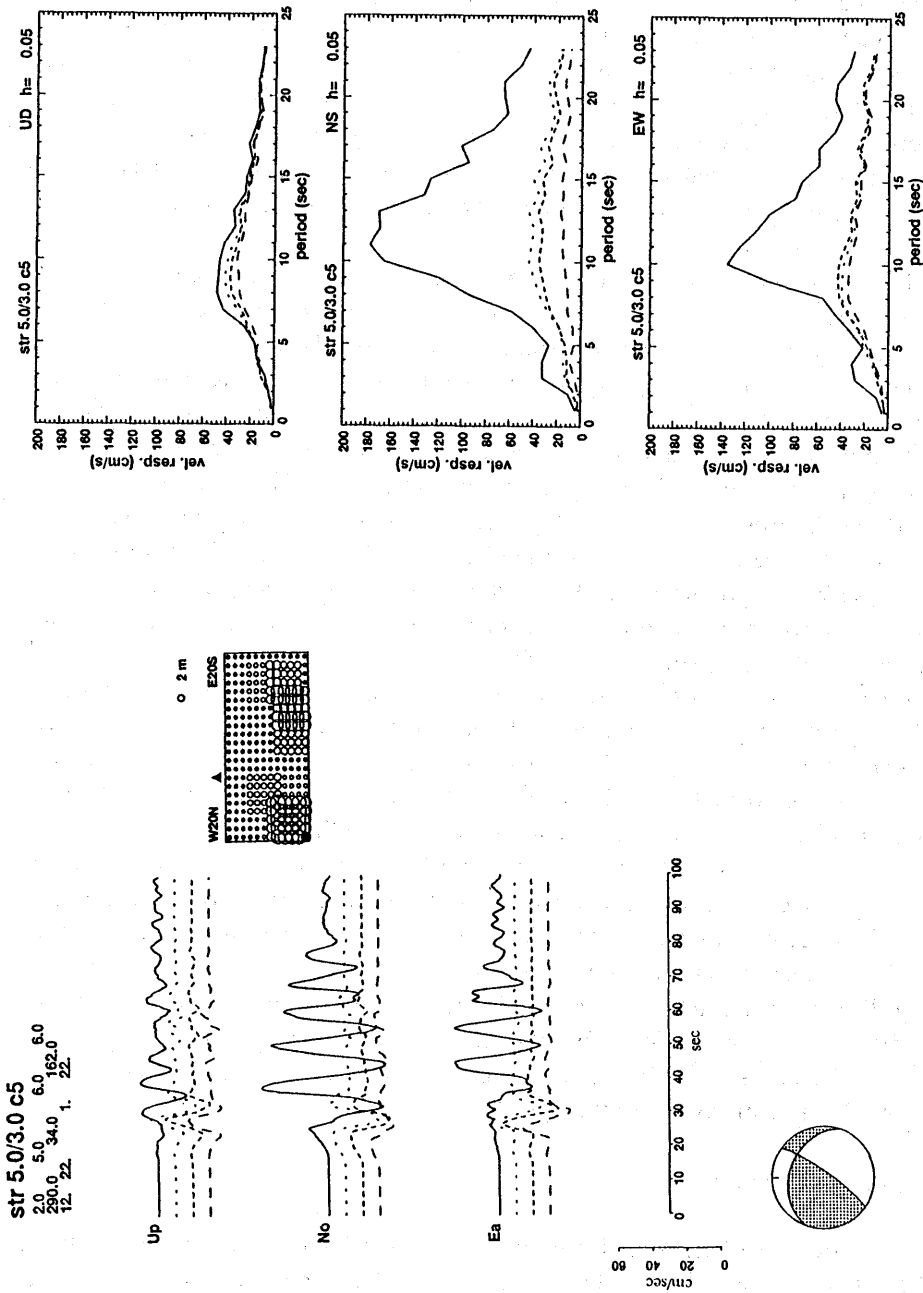 str 5.0/3.0 c5
2.0 5.0 6.0 6.0
290.0 34.0 162.0
12. 22. 1. 22.
Up
No
Ea
0 10 20 30 40 50 60 70 80 90 100
sec
60
40
20
0
cm/sec
2 m
W20N E20S
str 5.0/3.0 c5 UD h= 0.05
200
180
160
140
120
100
80
60
40
20
0 5 10 15 20 25
vel. resp. (cm/s)
period (sec)
str 5.0/3.0 c5 NS h= 0.05
200
180
160
140
120
100
80
60
40
20
0 5 10 15 20 25
vel. resp. (cm/s)
period (sec)
str 5.0/3.0 c5 EW h= 0.05
200
180
160
140
120
100
80
60
40
20
0 5 10 15 20 25
vel. resp. (cm/s)
period (sec)